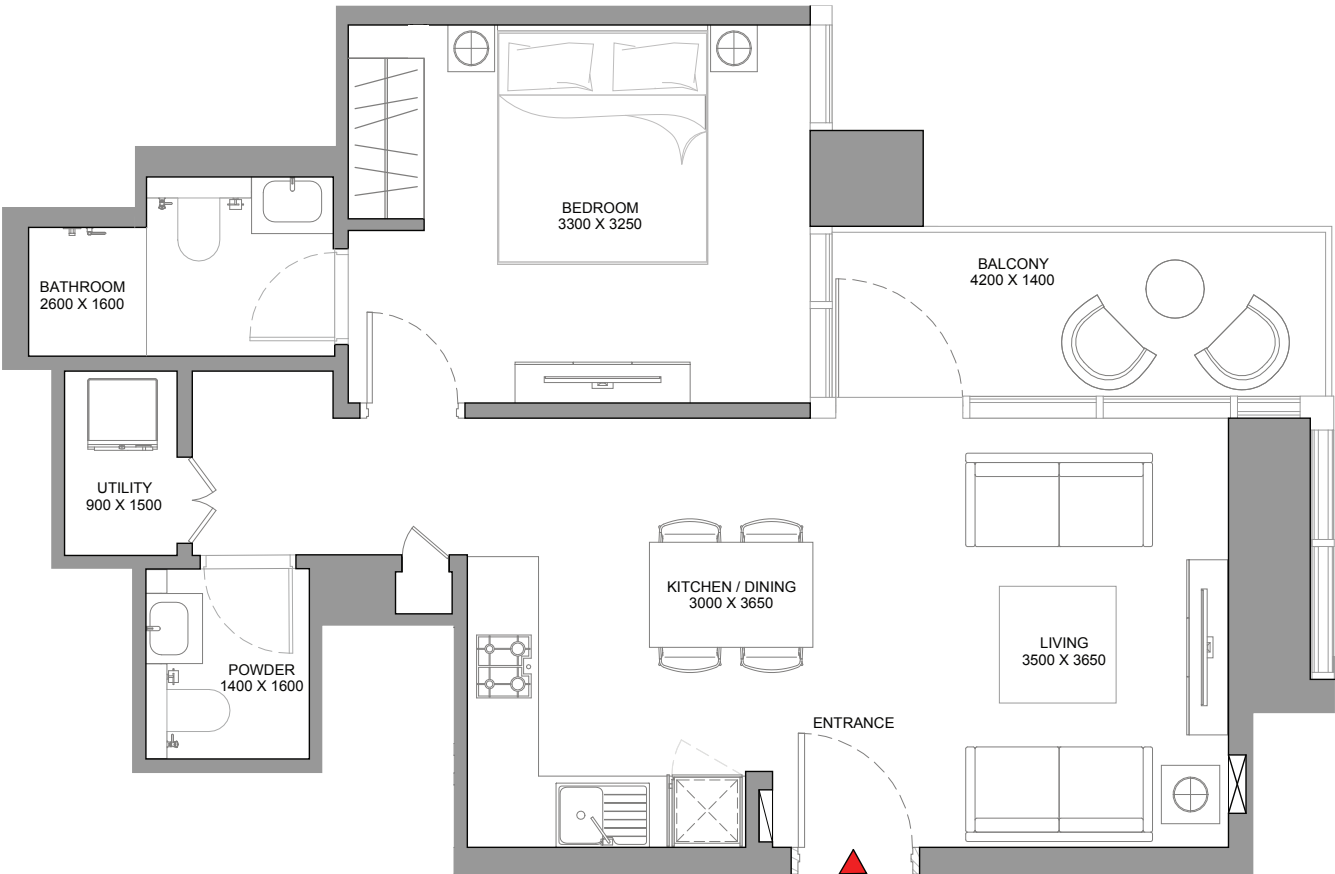 BEDROOM
3300 X 3250
BALCONY
4200 X 1400
BATHROOM
2600 X 1600
UTILITY
900 X 1500
KITCHEN / DINING
3000 X 3650
LIVING
3500 X 3650
POWDER
1400 X 1600
ENTRANCE